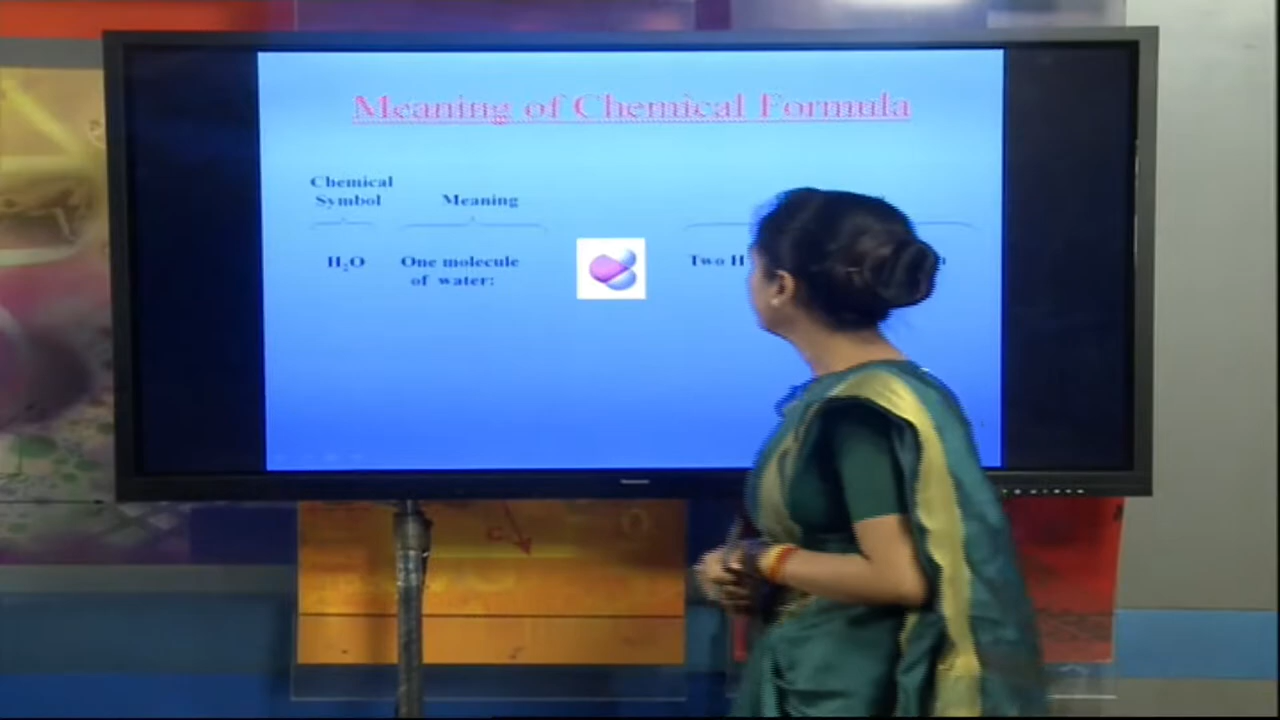 Meaning of Chemical Formula
Chemical
Symbol
Meaning
H₂O
One molecule
of water:
Two H